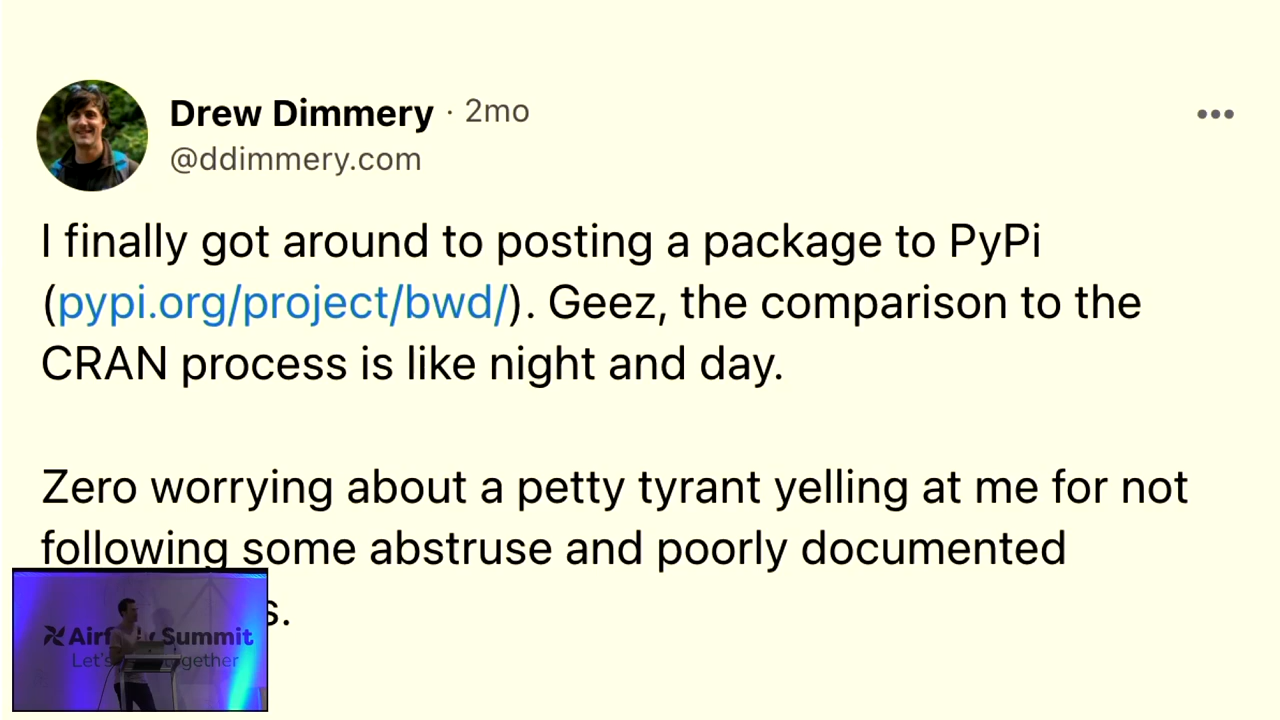 Drew Dimmery · 2mo
@ddimmery.com
I finally got around to posting a package to PyPi
(pypi.org/project/bwd/). Geez, the comparison to the
CRAN process is like night and day.
Zero worrying about a petty tyrant yelling at me for not
following some abstruse and poorly documented
s.
Summit